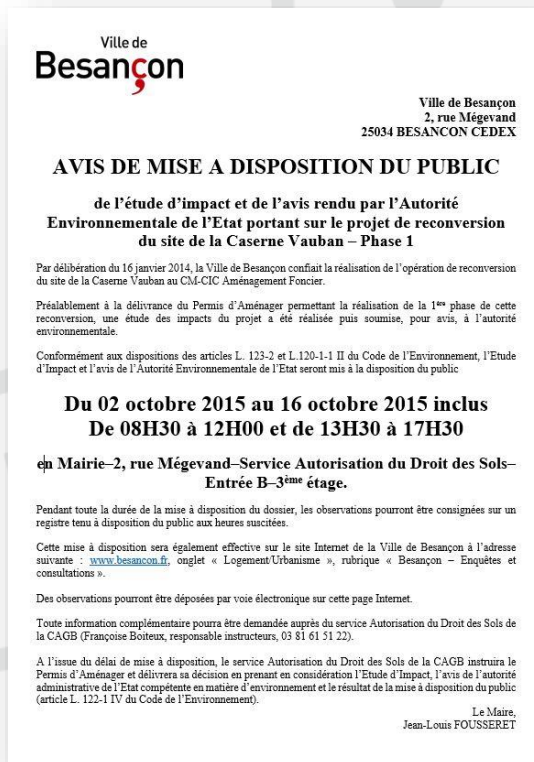 Ville de
Besançon
Ville de Besançon
2, rue Mégevand
25034 BESANCON CEDEX
AVIS DE MISE A DISPOSITION DU PUBLIC
de l'étude d'impact et de l'avis rendu par l'Autorité
Environnementale de l'Etat portant sur le projet de reconversion
du site de la Caserne Vauban – Phase 1
Par délibération du 16 janvier 2014, la Ville de Besançon confiait la réalisation de l'opération de reconversion
du site de la Caserne Vauban au CM-CIC Aménagement Foncier.
Préalablement à la délivrance du Permis d'Aménager permettant la réalisation de la 1ère phase de cette
reconversion, une étude des impacts du projet a été réalisée puis soumise, pour avis, à l'autorité
environnementale.
Conformément aux dispositions des articles L. 123-2 et L.120-1-1 II du Code de l'Environnement, l'Etude
d'Impact et l'avis de l'Autorité Environnementale de l'Etat seront mis à la disposition du public
Du 02 octobre 2015 au 16 octobre 2015 inclus
De 08H30 à 12H00 et de 13H30 à 17H30
en Mairie–2, rue Mégevand–Service Autorisation du Droit des Sols–
Entrée B–3ème étage.
Pendant toute la durée de la mise à disposition du dossier, les observations pourront être consignées sur un
registre tenu à disposition du public aux heures suscitées.
Cette mise à disposition sera également effective sur le site Internet de la Ville de Besançon à l'adresse
suivante : www.besancon.fr, onglet « Logement/Urbanisme », rubrique « Besançon – Enquêtes et
consultations ».
Des observations pourront être déposées par voie électronique sur cette page Internet.
Toute information complémentaire pourra être demandée auprès du service Autorisation du Droit des Sols de
la CAGB (Françoise Boiteux, responsable instructeurs, 03 81 61 51 22).
A l'issue du délai de mise à disposition, le service Autorisation du Droit des Sols de la CAGB instruira le
Permis d'Aménager et délivrera sa décision en prenant en considération l'Etude d'Impact, l'avis de l'autorité
administrative de l'Etat compétente en matière d'environnement et le résultat de la mise à disposition du public
(article L. 122-1 IV du Code de l'Environnement).
Le Maire,
Jean-Louis FOUSSERET